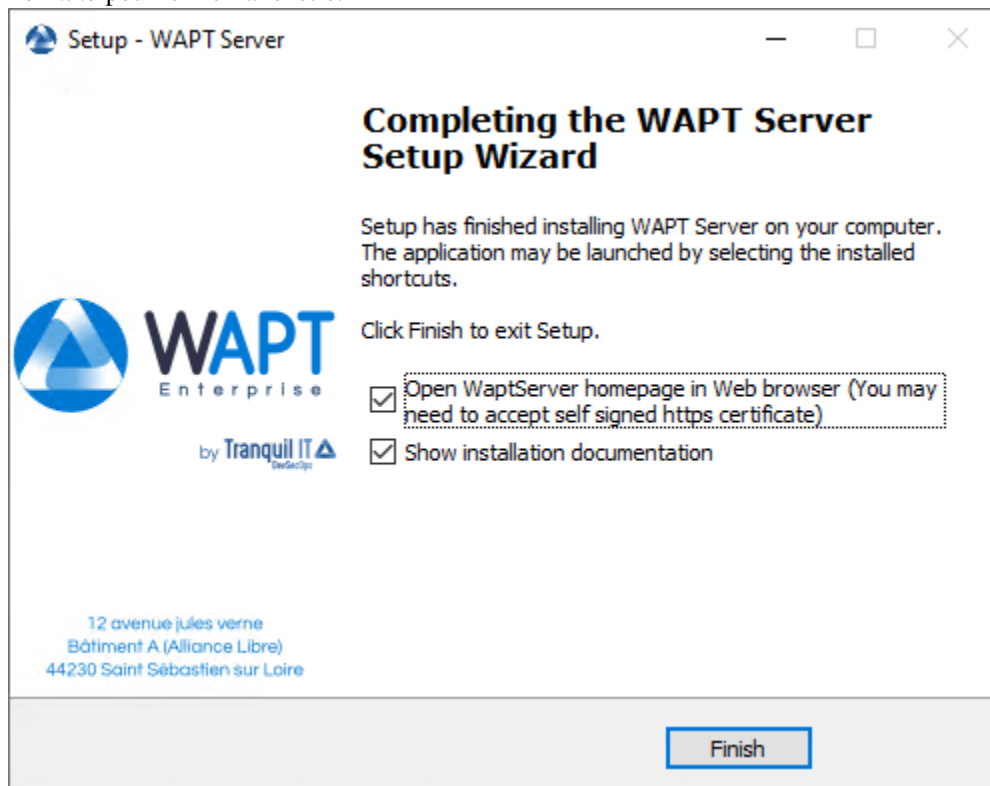 Setup - WAPT Server
Completing the WAPT Server
Setup Wizard
Setup has finished installing WAPT Server on your computer.
The application may be launched by selecting the installed
shortcuts.
Click Finish to exit Setup.
WAPT
Enterprise
Open WaptServer homepage in Web browser (You may
need to accept self signed https certificate)
by Tranquil IT
DevSecOps
Show installation documentation
12 avenue jules verne
Bâtiment A (Alliance Libre)
44230 Saint Sébastien sur Loire
Finish